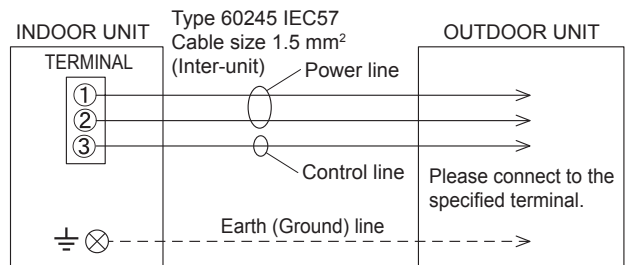 INDOOR UNIT
Type 60245 IEC57
Cable size 1.5 mm²
(Inter-unit)
OUTDOOR UNIT
TERMINAL
Power line
1
2
3
Control line
Please connect to the
specified terminal.
Earth (Ground) line